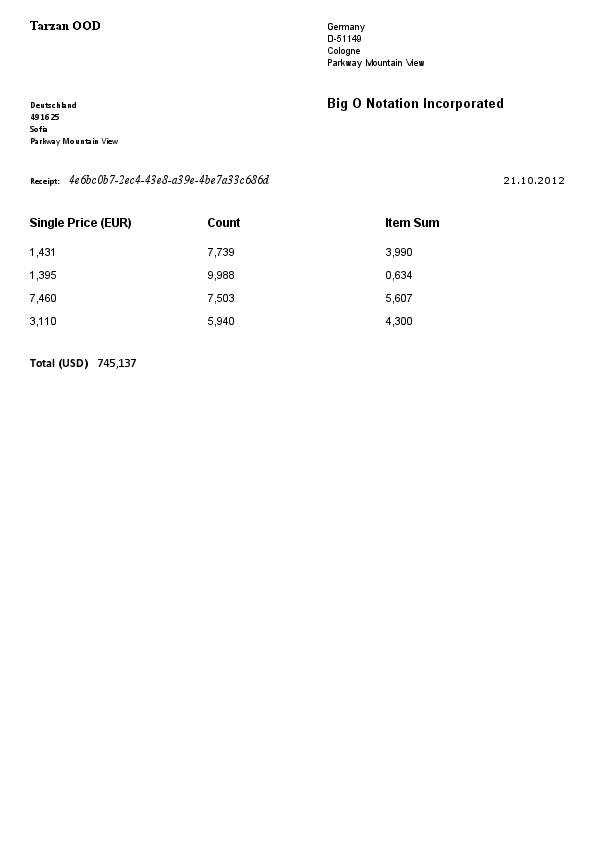 Tarzan OOD
Germany
D-51149
Cologne
Parkway Mountain View
Big O Notation Incorporated
Deutschland
491625
Sofia
Parkway Mountain View
Receipt: 4e6bc0b7-2ec4-43e8-a39e-4be7a33c686d 21.10.2012
Single Price (EUR) Count Item Sum
1,431 7,739 3,990
1,395 9,988 0,634
7,460 7,503 5,607
3,110 5,940 4,300
Total (USD) 745,137